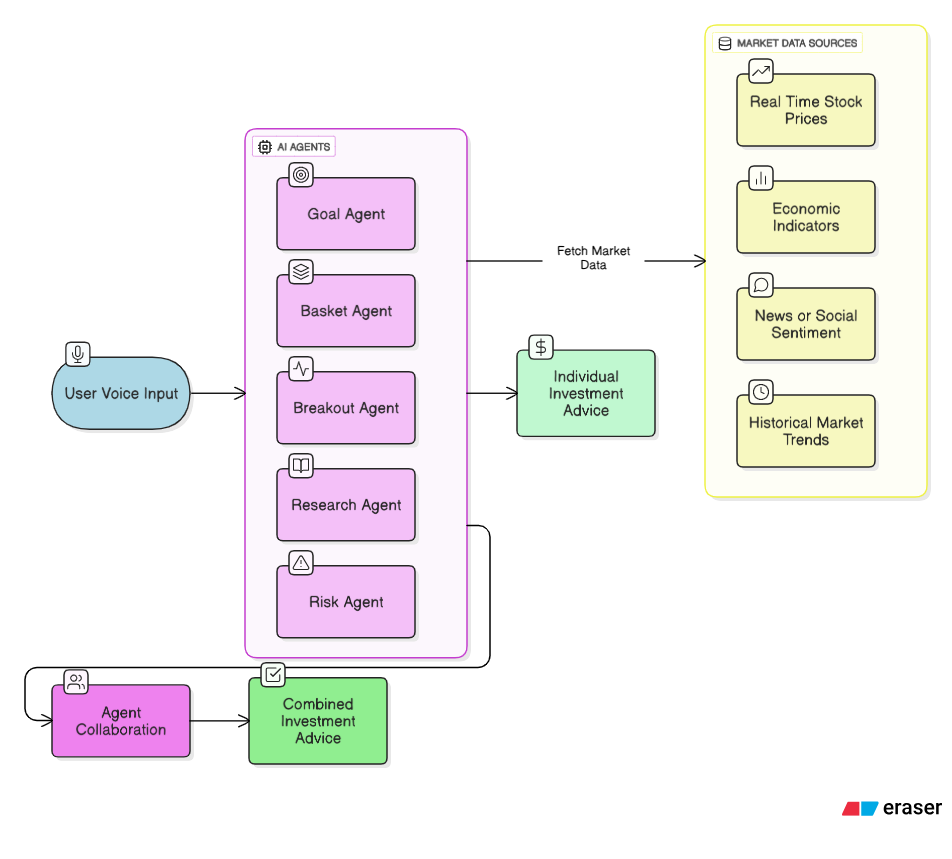 MARKET DATA SOURCES
Real Time Stock
Prices
Economic
Indicators
News or Social
Sentiment
Historical Market
Trends
AI AGENTS
Goal Agent
Basket Agent
Breakout Agent
Research Agent
Risk Agent
Fetch Market
Data
User Voice Input
Individual
Investment
Advice
Agent
Collaboration
Combined
Investment
Advice
eraser